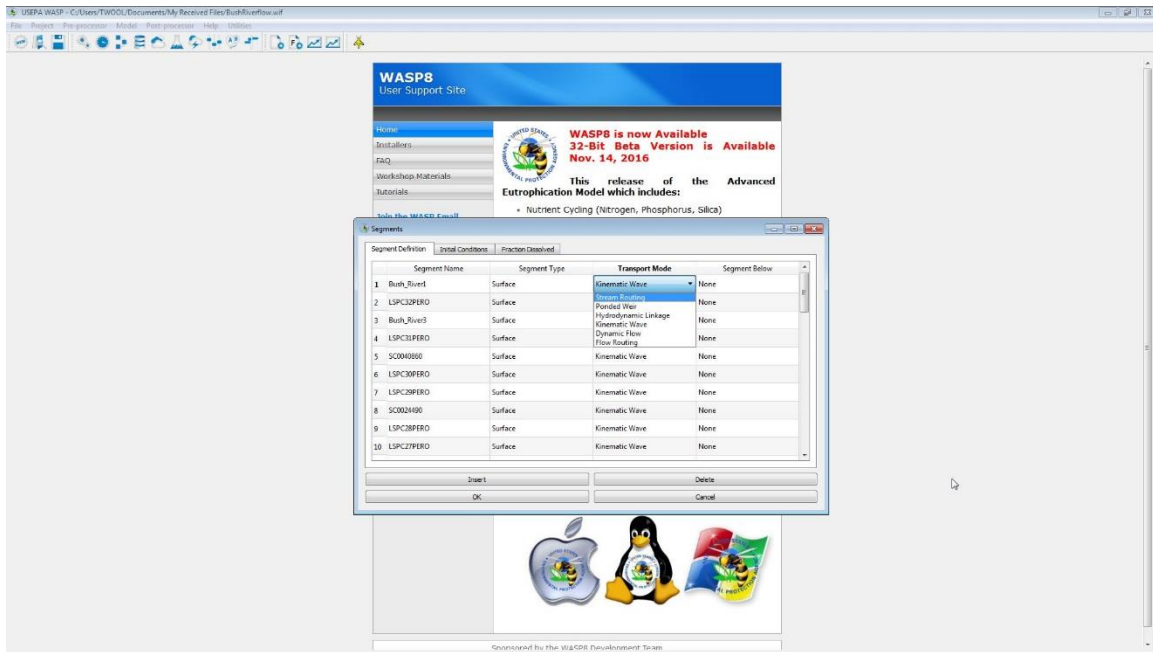 USEPA WASP - C:/Users/TWOOL/Documents/My Received Files/BushRiverflow.wif
File Project Pre-processor Model Post-processor Help Utilities
WASP8
User Support Site
Home
Installers
FAQ
Workshop Materials
Tutorials
Join the WASP Email
WASP8 is now Available
32-Bit Beta Version is Available
Nov. 14, 2016
This release of the Advanced
Eutrophication Model which includes:
Nutrient Cycling (Nitrogen, Phosphorus, Silica)
Segments
Segment Definition Initial Conditions Fraction Dissolved
Segment Name Segment Type Transport Mode Segment Below
1 Bush_River1 Surface Kinematic Wave None
Stream Routing
Ponded Weir
Hydrodynamic Linkage
Kinematic Wave
Dynamic Flow
Flow Routing
2 LSPC32PERO Surface None
3 Bush_River3 Surface None
4 LSPC31PERO Surface None
5 SC0040860 Surface Kinematic Wave None
6 LSPC30PERO Surface Kinematic Wave None
7 LSPC29PERO Surface Kinematic Wave None
8 SC0024490 Surface Kinematic Wave None
9 LSPC28PERO Surface Kinematic Wave None
10 LSPC27PERO Surface Kinematic Wave None
Insert Delete
OK Cancel
Sponsored by the WASP8 Development Team